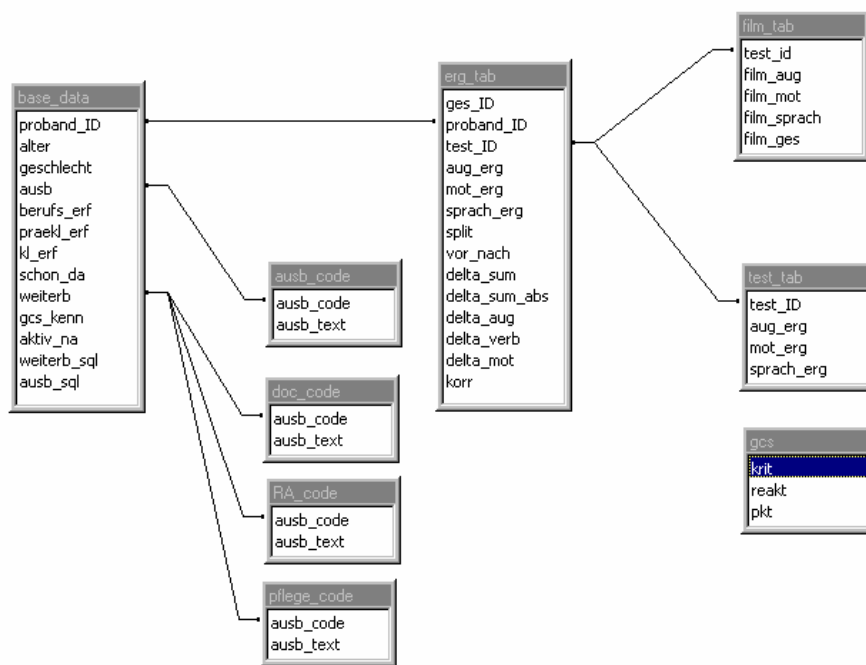 base_data
proband_ID
alter
geschlecht
ausb
berufs_erf
praekl_erf
kl_erf
schon_da
weiterb
gcs_kenn
aktiv_na
weiterb_sql
ausb_sql
ausb_code
ausb_code
ausb_text
doc_code
ausb_code
ausb_text
RA_code
ausb_code
ausb_text
pflege_code
ausb_code
ausb_text
erg_tab
ges_ID
proband_ID
test_ID
aug_erg
mot_erg
sprach_erg
split
vor_nach
delta_sum
delta_sum_abs
delta_aug
delta_verb
delta_mot
korr
film_tab
test_id
film_aug
film_mot
film_sprach
film_ges
test_tab
test_ID
aug_erg
mot_erg
sprach_erg
gcs
krit
reakt
pkt